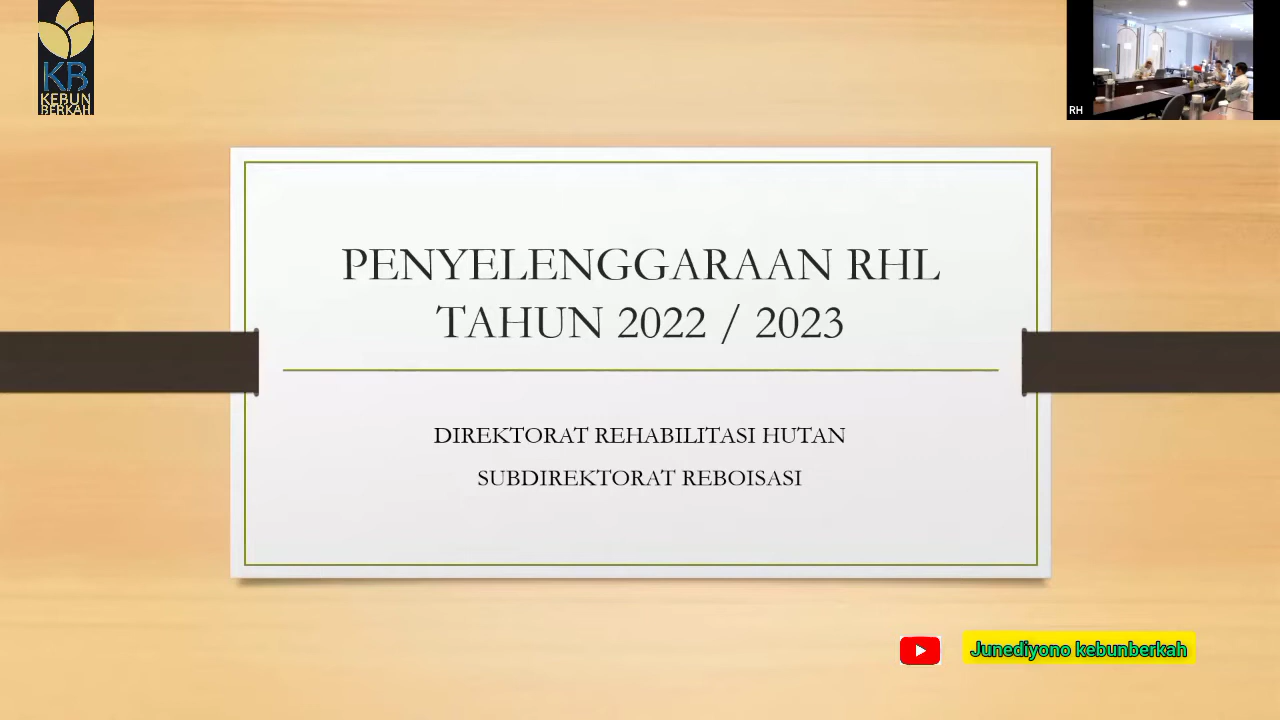 KB
KEBUN
BERKAH
RH
PENYELENGGARAAN RHL
TAHUN 2022 / 2023
DIREKTORAT REHABILITASI HUTAN
SUBDIREKTORAT REBOISASI
Junediyono kebunberkah